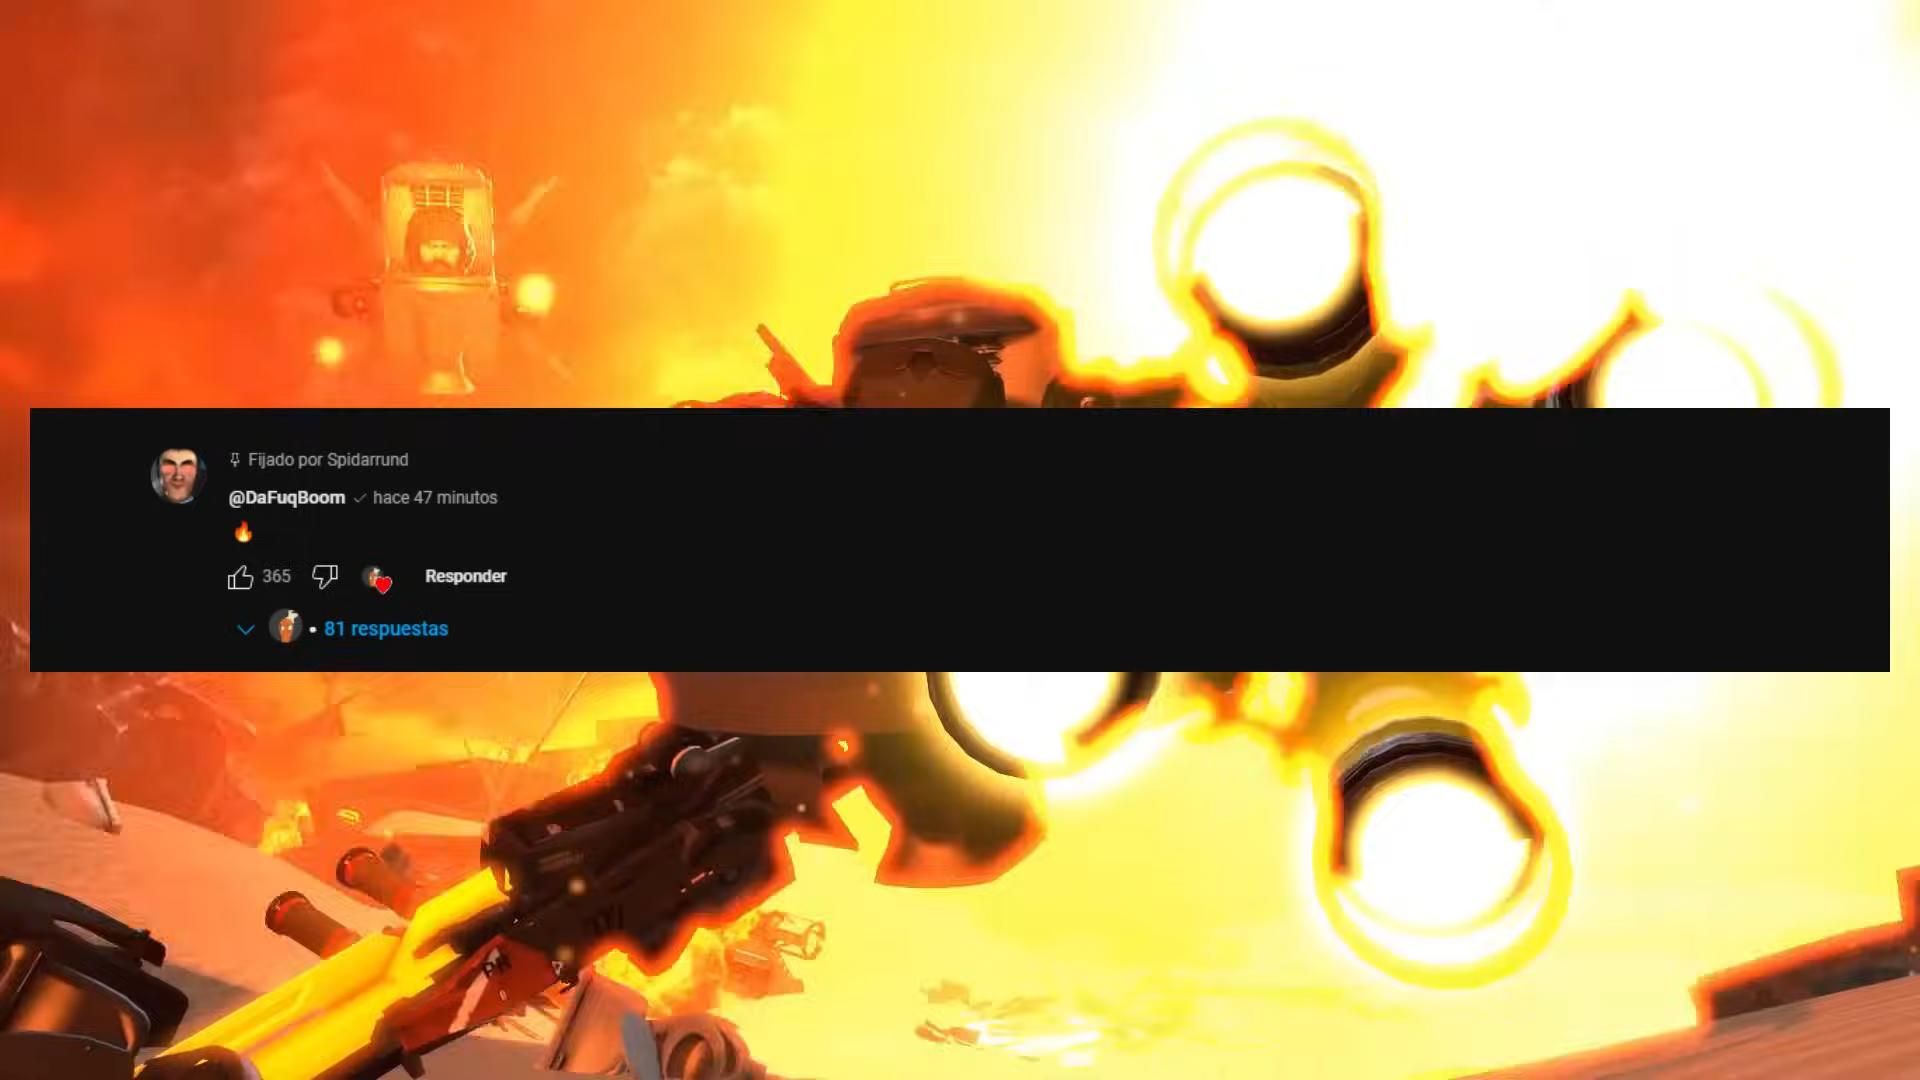 Fijado por Spidarrund
@DaFuqBoom hace 47 minutos
🔥
365 Responder
• 81 respuestas